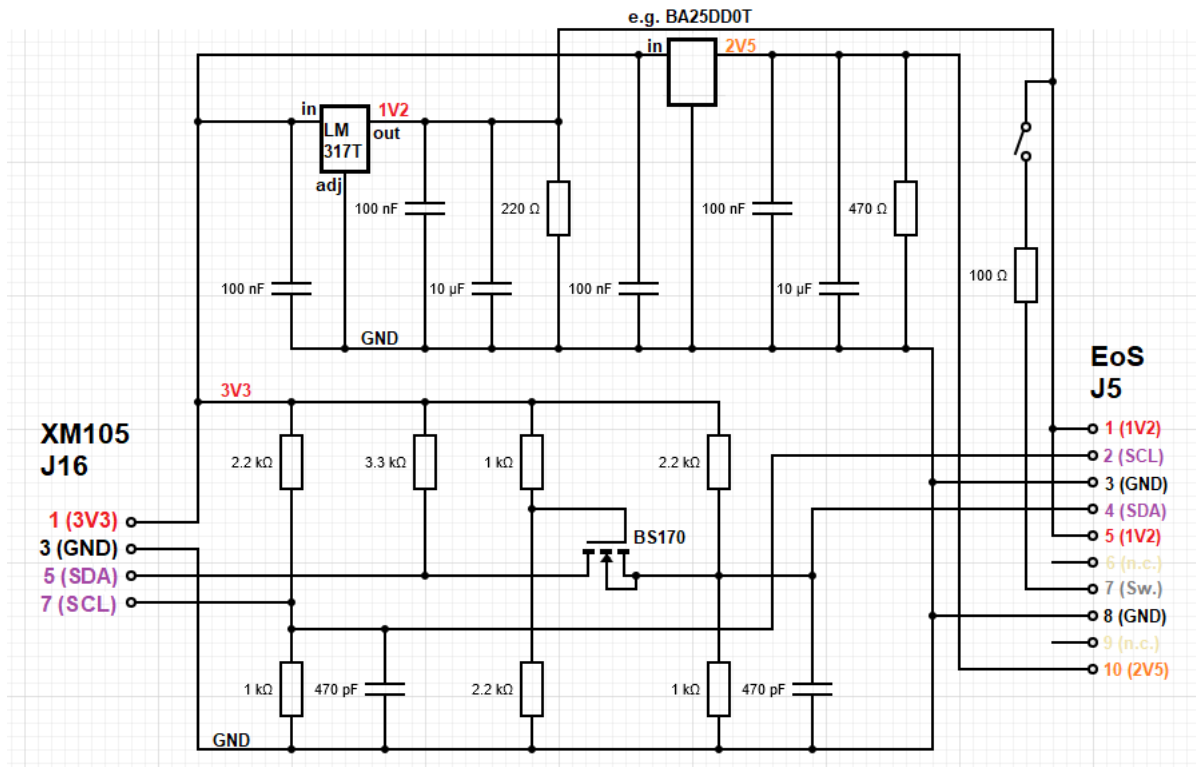 e.g. BA25DD0T
in
2V5
in
1V2
LM
317T
out
adj
100 nF
220 Ω
100 nF
470 Ω
100 Ω
100 nF
10 µF
100 nF
10 µF
GND
EoS
J5
3V3
XM105
J16
2.2 kΩ
3.3 kΩ
1 kΩ
2.2 kΩ
1 (1V2)
2 (SCL)
3 (GND)
4 (SDA)
5 (1V2)
6 (n.c.)
7 (Sw.)
8 (GND)
9 (n.c.)
10 (2V5)
1 (3V3)
3 (GND)
5 (SDA)
7 (SCL)
BS170
1 kΩ
470 pF
2.2 kΩ
1 kΩ
470 pF
GND